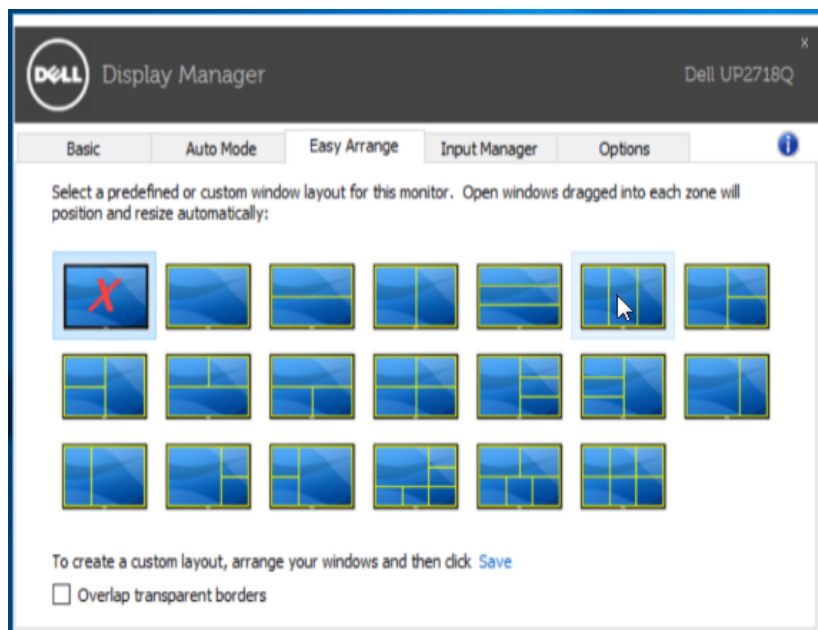 DELL Display Manager
x
Dell UP2718Q
Basic Auto Mode Easy Arrange Input Manager Options i
Select a predefined or custom window layout for this monitor. Open windows dragged into each zone will
position and resize automatically:
X
To create a custom layout, arrange your windows and then click Save
Overlap transparent borders